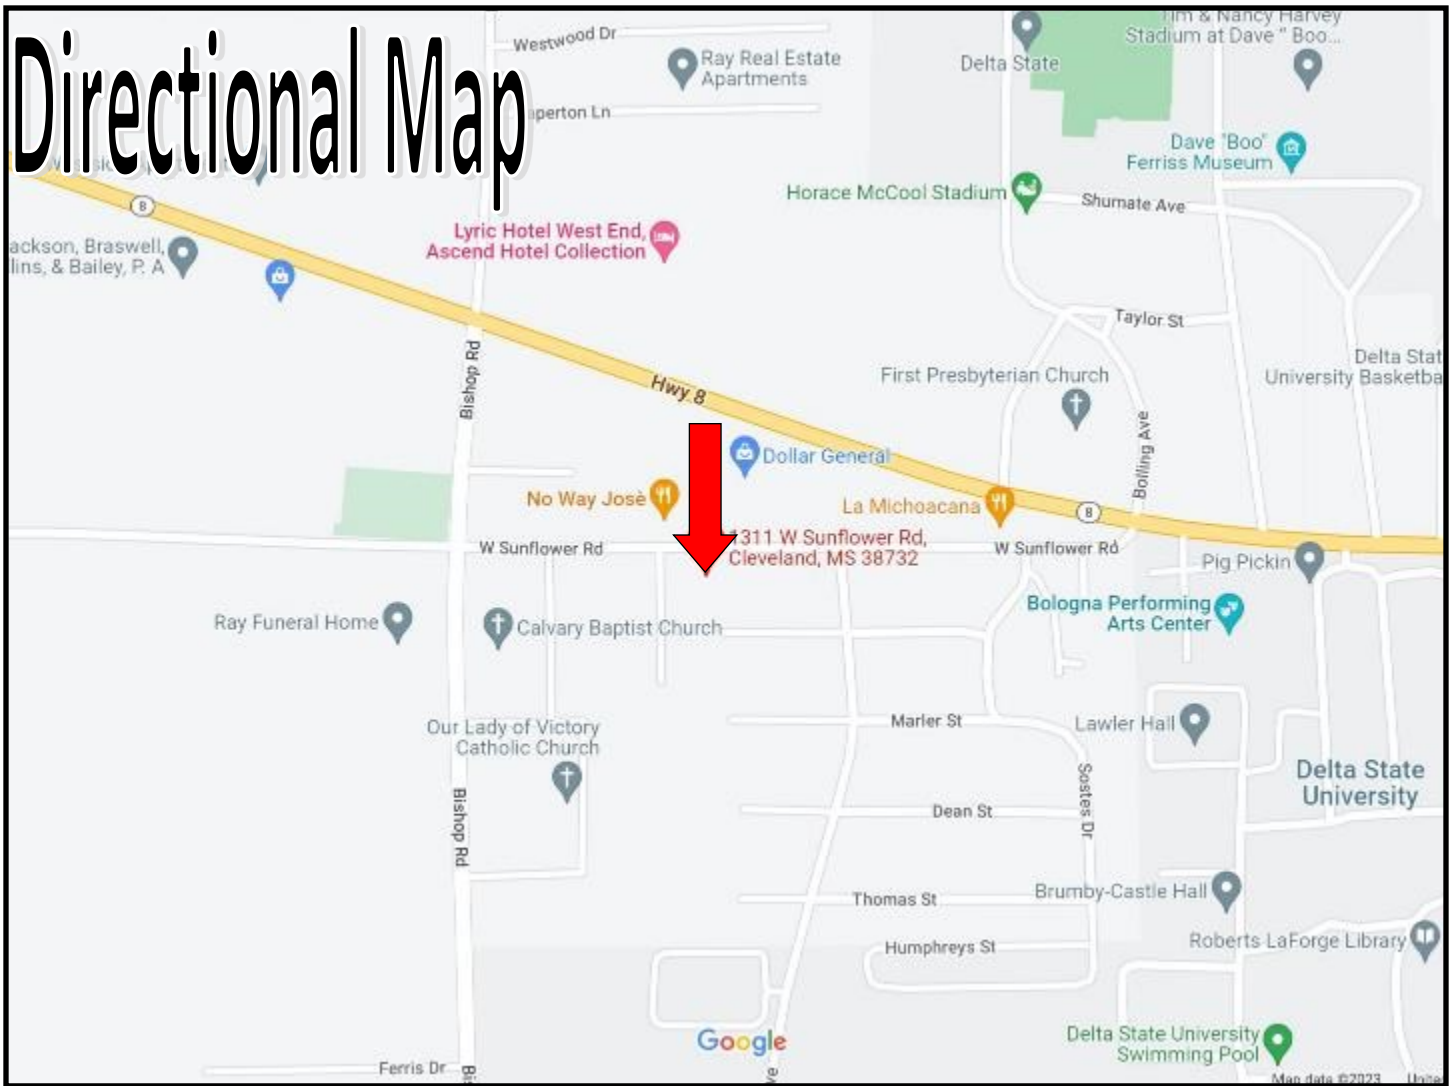 Directional Map
Westwood Dr
Ray Real Estate
Apartments
Delta State
Tim & Nancy Harvey
Stadium at Dave " Boo...
aperton Ln
Dave "Boo"
Ferriss Museum
Horace McCool Stadium
Shumate Ave
8
Lyric Hotel West End,
Ascend Hotel Collection
ackson, Braswell,
lins, & Bailey, P. A
Taylor St
Bishop Rd
Hwy 8
First Presbyterian Church
Delta Stat
University Basketba
Bolling Ave
Dollar General
No Way Josè
La Michoacana
8
1311 W Sunflower Rd,
Cleveland, MS 38732
W Sunflower Rd
W Sunflower Rd
Pig Pickin
Bologna Performing
Arts Center
Ray Funeral Home
Calvary Baptist Church
Our Lady of Victory
Catholic Church
Marler St
Lawler Hall
Delta State
University
Bishop Rd
Sostes Dr
Dean St
Thomas St
Brumby-Castle Hall
Humphreys St
Roberts LaForge Library
Google
Delta State University
Swimming Pool
Ferris Dr
Bis
ve
Map data ©2023
Unite